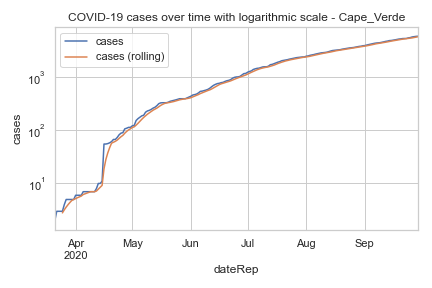 COVID-19 cases over time with logarithmic scale - Cape_Verde
cases
cases (rolling)
10³
10²
10¹
cases
Apr
2020
May
Jun
Jul
Aug
Sep
dateRep